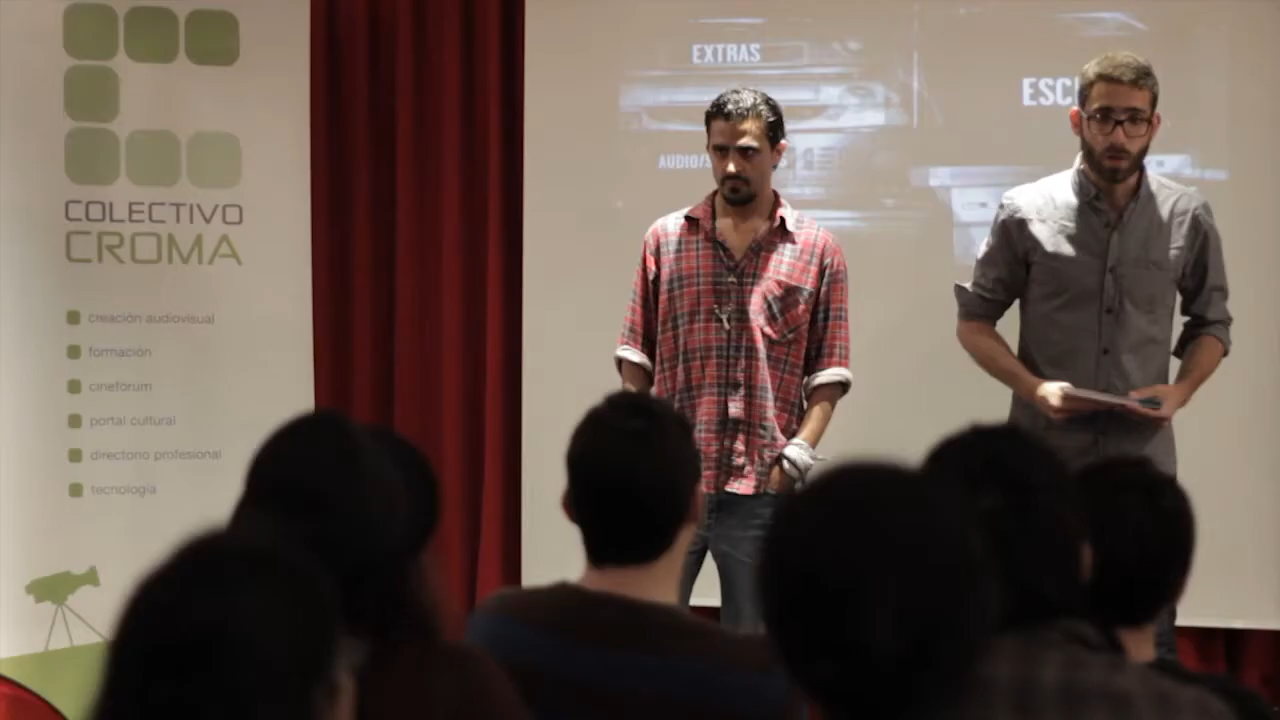 COLECTIVO
CROMA
creación audiovisual
formación
cineforum
portal cultural
directorio profesional
tecnología
EXTRAS